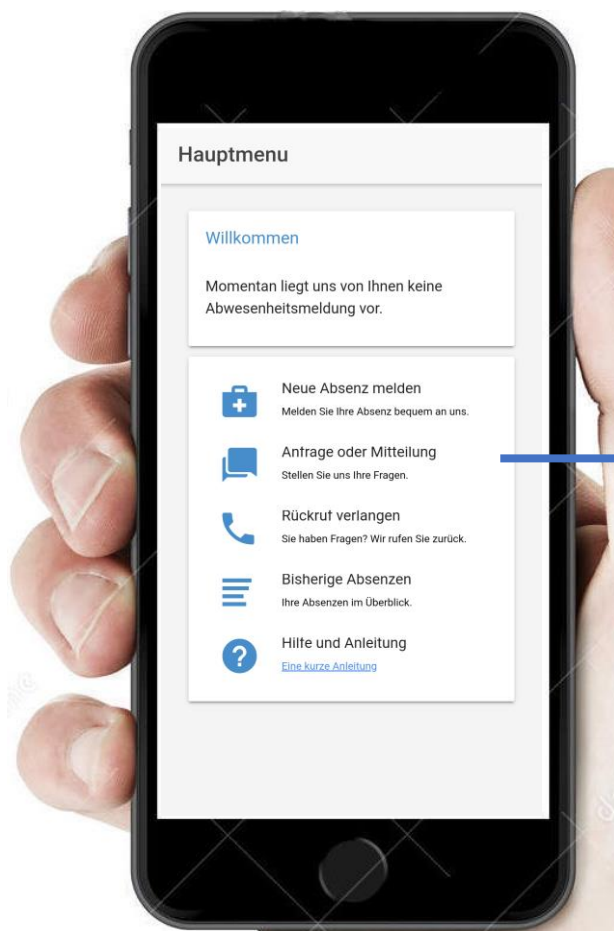 Hauptmenu
Willkommen
Momentan liegt uns von Ihnen keine
Abwesenheitsmeldung vor.
Neue Absenz melden
Melden Sie Ihre Absenz bequem an uns.
Anfrage oder Mitteilung
Stellen Sie uns Ihre Fragen.
Rückruf verlangen
Sie haben Fragen? Wir rufen Sie zurück.
Bisherige Absenzen
Ihre Absenzen im Überblick.
Hilfe und Anleitung
Eine kurze Anleitung